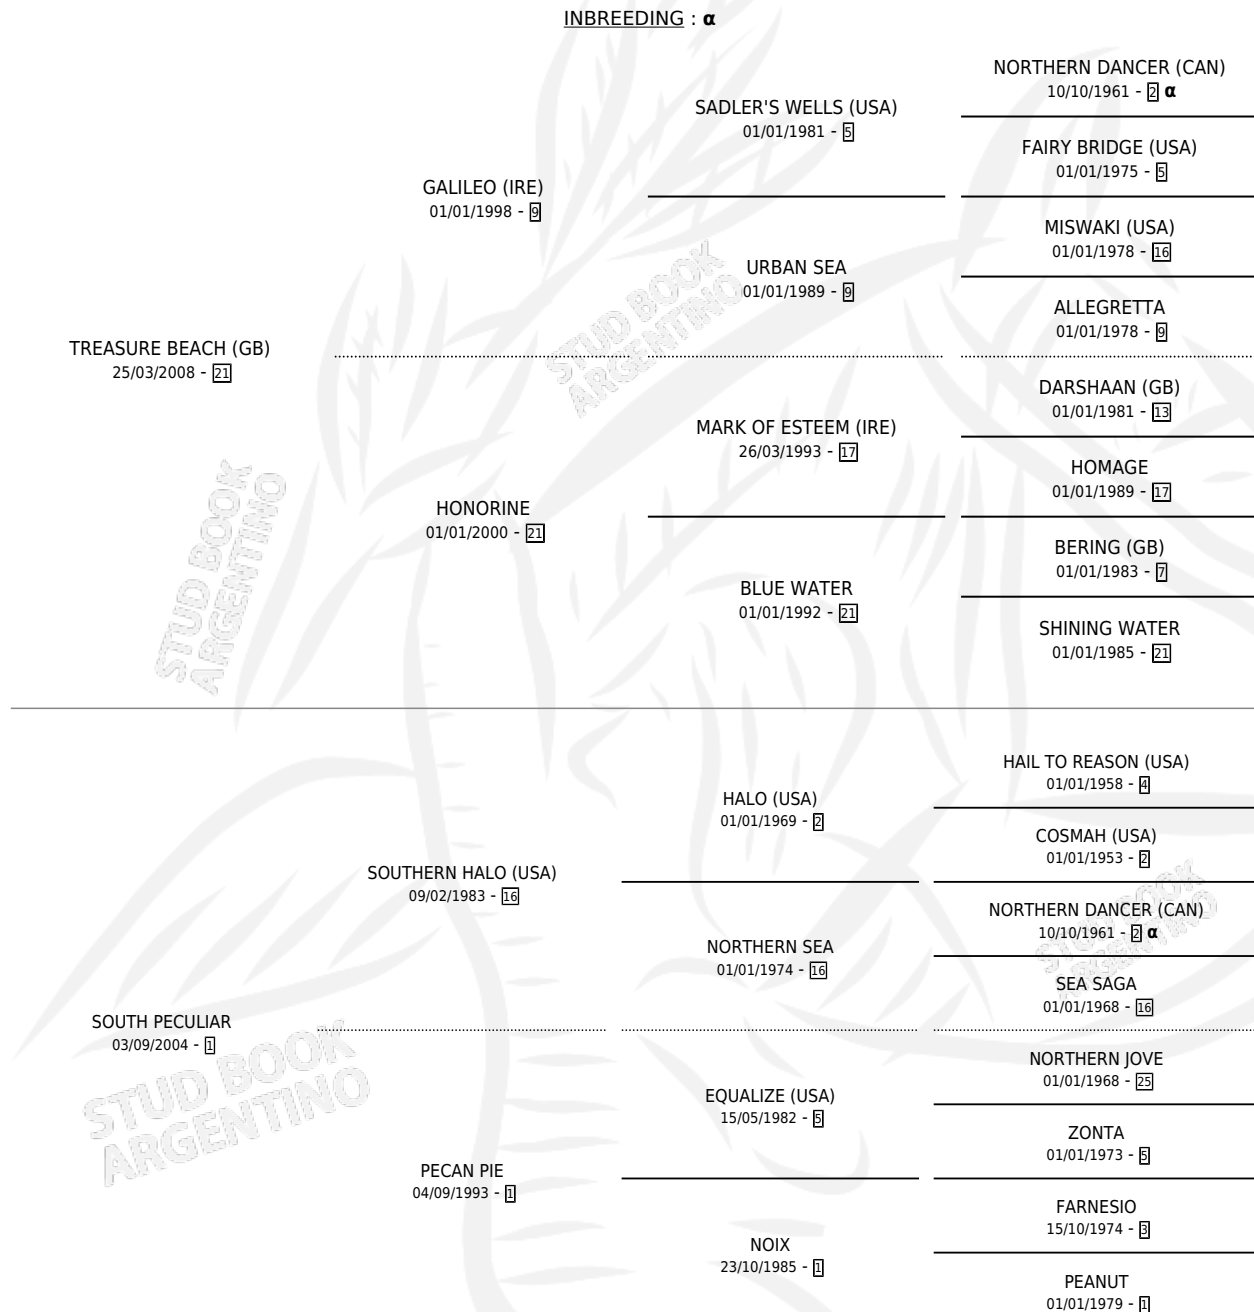 INBREEDING : α
NORTHERN DANCER (CAN)
10/10/1961 - 2 α
SADLER'S WELLS (USA)
01/01/1981 - 5
FAIRY BRIDGE (USA)
01/01/1975 - 5
GALILEO (IRE)
01/01/1998 - 9
MISWAKI (USA)
01/01/1978 - 16
URBAN SEA
01/01/1989 - 9
ALLEGRETTA
01/01/1978 - 9
TREASURE BEACH (GB)
25/03/2008 - 21
DARSHAAN (GB)
01/01/1981 - 13
MARK OF ESTEEM (IRE)
26/03/1993 - 17
HOMAGE
01/01/1989 - 17
HONORINE
01/01/2000 - 21
BERING (GB)
01/01/1983 - 7
BLUE WATER
01/01/1992 - 21
SHINING WATER
01/01/1985 - 21
HAIL TO REASON (USA)
01/01/1958 - 4
HALO (USA)
01/01/1969 - 2
COSMAH (USA)
01/01/1953 - 2
SOUTHERN HALO (USA)
09/02/1983 - 16
NORTHERN DANCER (CAN)
10/10/1961 - 2 α
NORTHERN SEA
01/01/1974 - 16
SEA SAGA
01/01/1968 - 16
SOUTH PECULIAR
03/09/2004 - 1
NORTHERN JOVE
01/01/1968 - 25
EQUALIZE (USA)
15/05/1982 - 5
ZONTA
01/01/1973 - 5
PECAN PIE
04/09/1993 - 1
FARNESIO
15/10/1974 - 3
NOIX
23/10/1985 - 1
PEANUT
01/01/1979 - 1
STUD BOOK
ARGENTINO
STUD BOOK
ARGENTINO
STUD BOOK
ARGENTINO
STUD BOOK
ARGENTINO